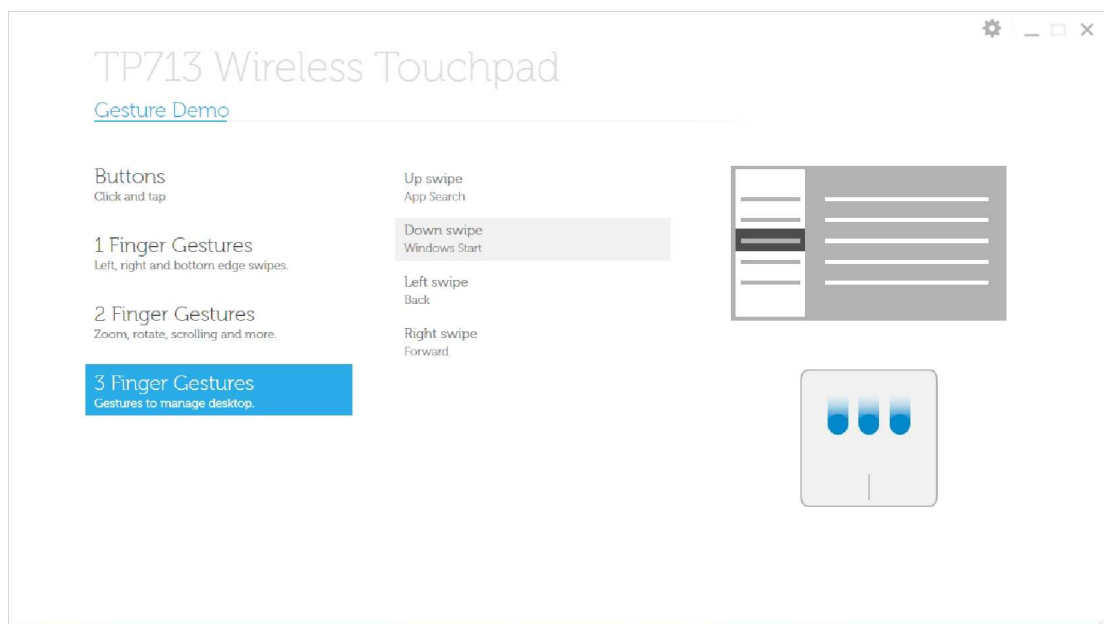 TP713 Wireless Touchpad
Gesture Demo
Buttons
Click and tap
1 Finger Gestures
Left, right and bottom edge swipes.
2 Finger Gestures
Zoom, rotate, scrolling and more.
3 Finger Gestures
Gestures to manage desktop.
Up swipe
App Search
Down swipe
Windows Start
Left swipe
Back
Right swipe
Forward